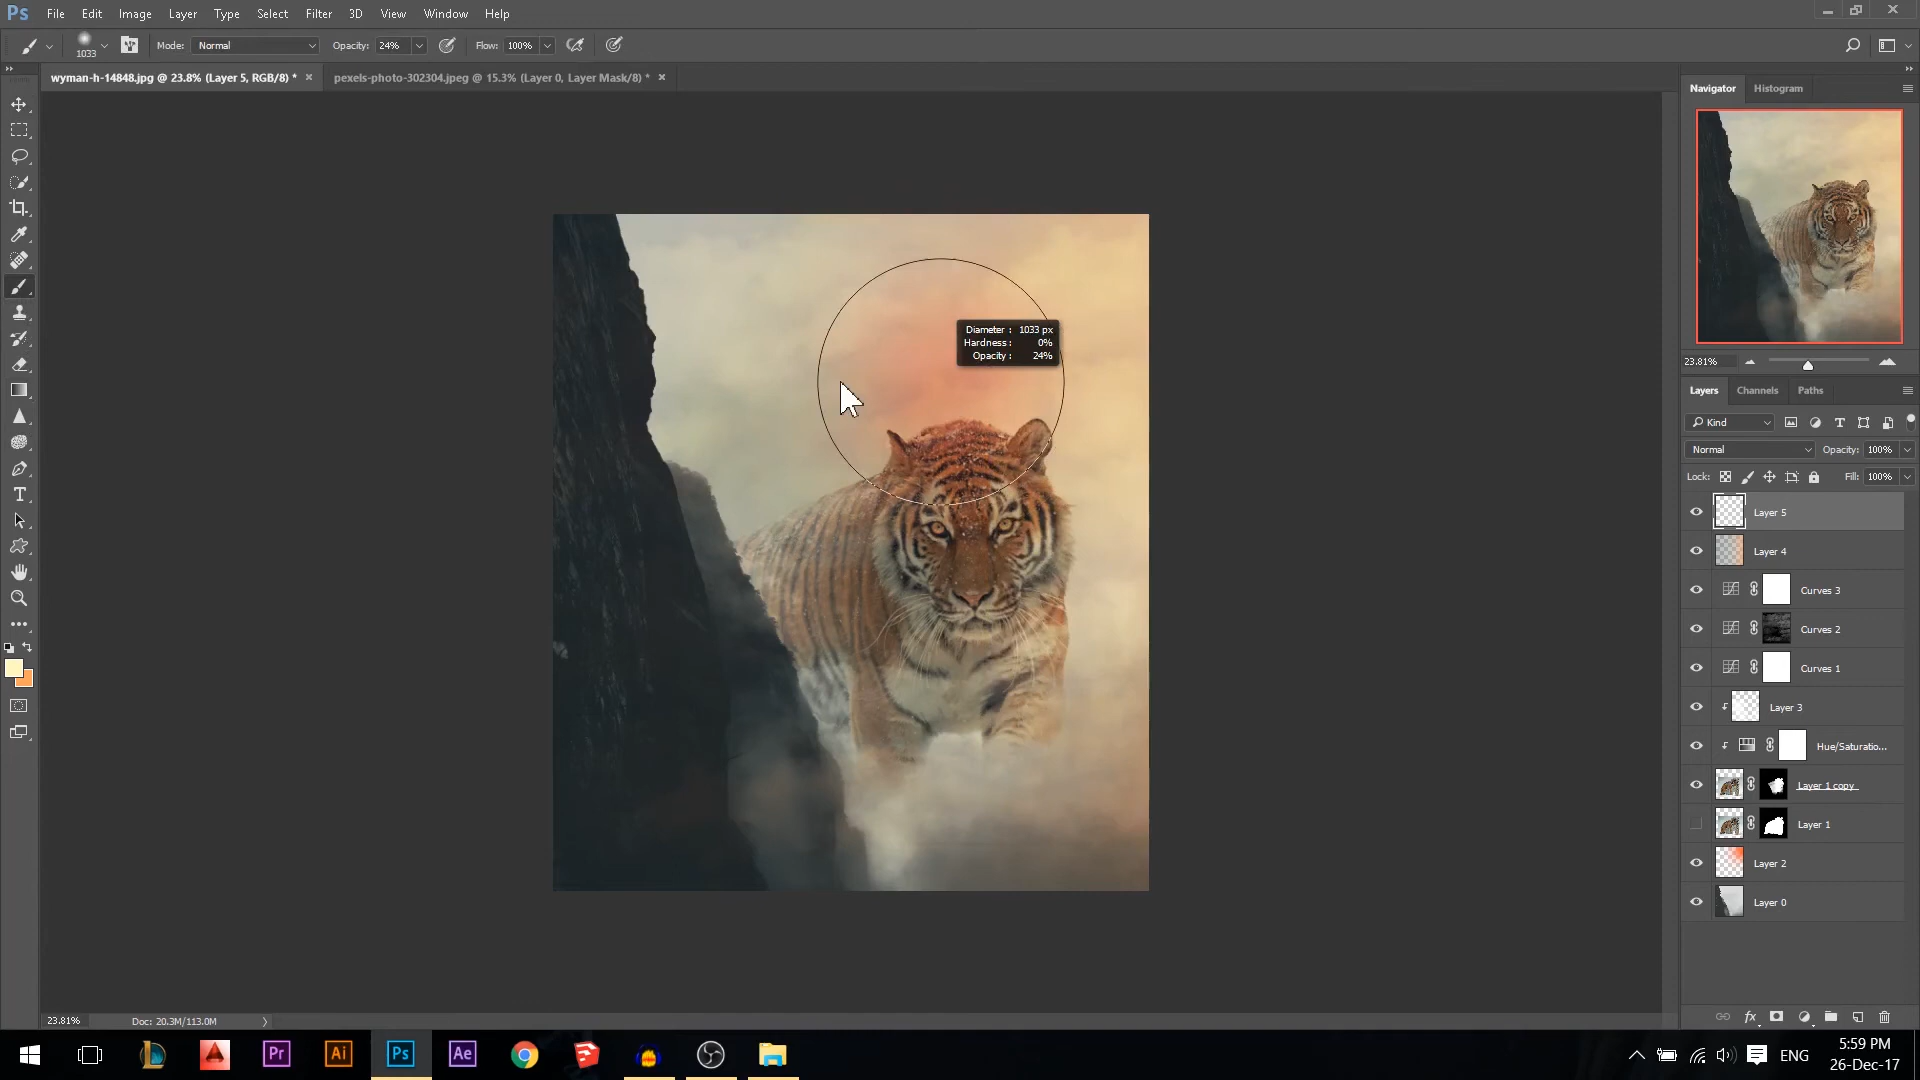 Ps File Edit Image Layer Type Select Filter 3D View Window Help
1033 Mode: Normal Opacity: 24% Flow: 100%
wyman-h-14848.jpg @ 23.8% (Layer 5, RGB/8) * × pexels-photo-302304.jpeg @ 15.3% (Layer 0, Layer Mask/8) * ×
Navigator Histogram
Diameter : 1033 px
Hardness : 0%
Opacity : 24%
23.81%
Layers Channels Paths
Kind
Normal Opacity: 100%
Lock: Fill: 100%
Layer 5
Layer 4
Curves 3
Curves 2
Curves 1
Layer 3
Hue/Saturatio...
Layer 1 copy
Layer 1
Layer 2
Layer 0
fx
23.81% Doc: 20.3M/113.0M
Pr Ai Ps Ae
ENG
5:59 PM
26-Dec-17